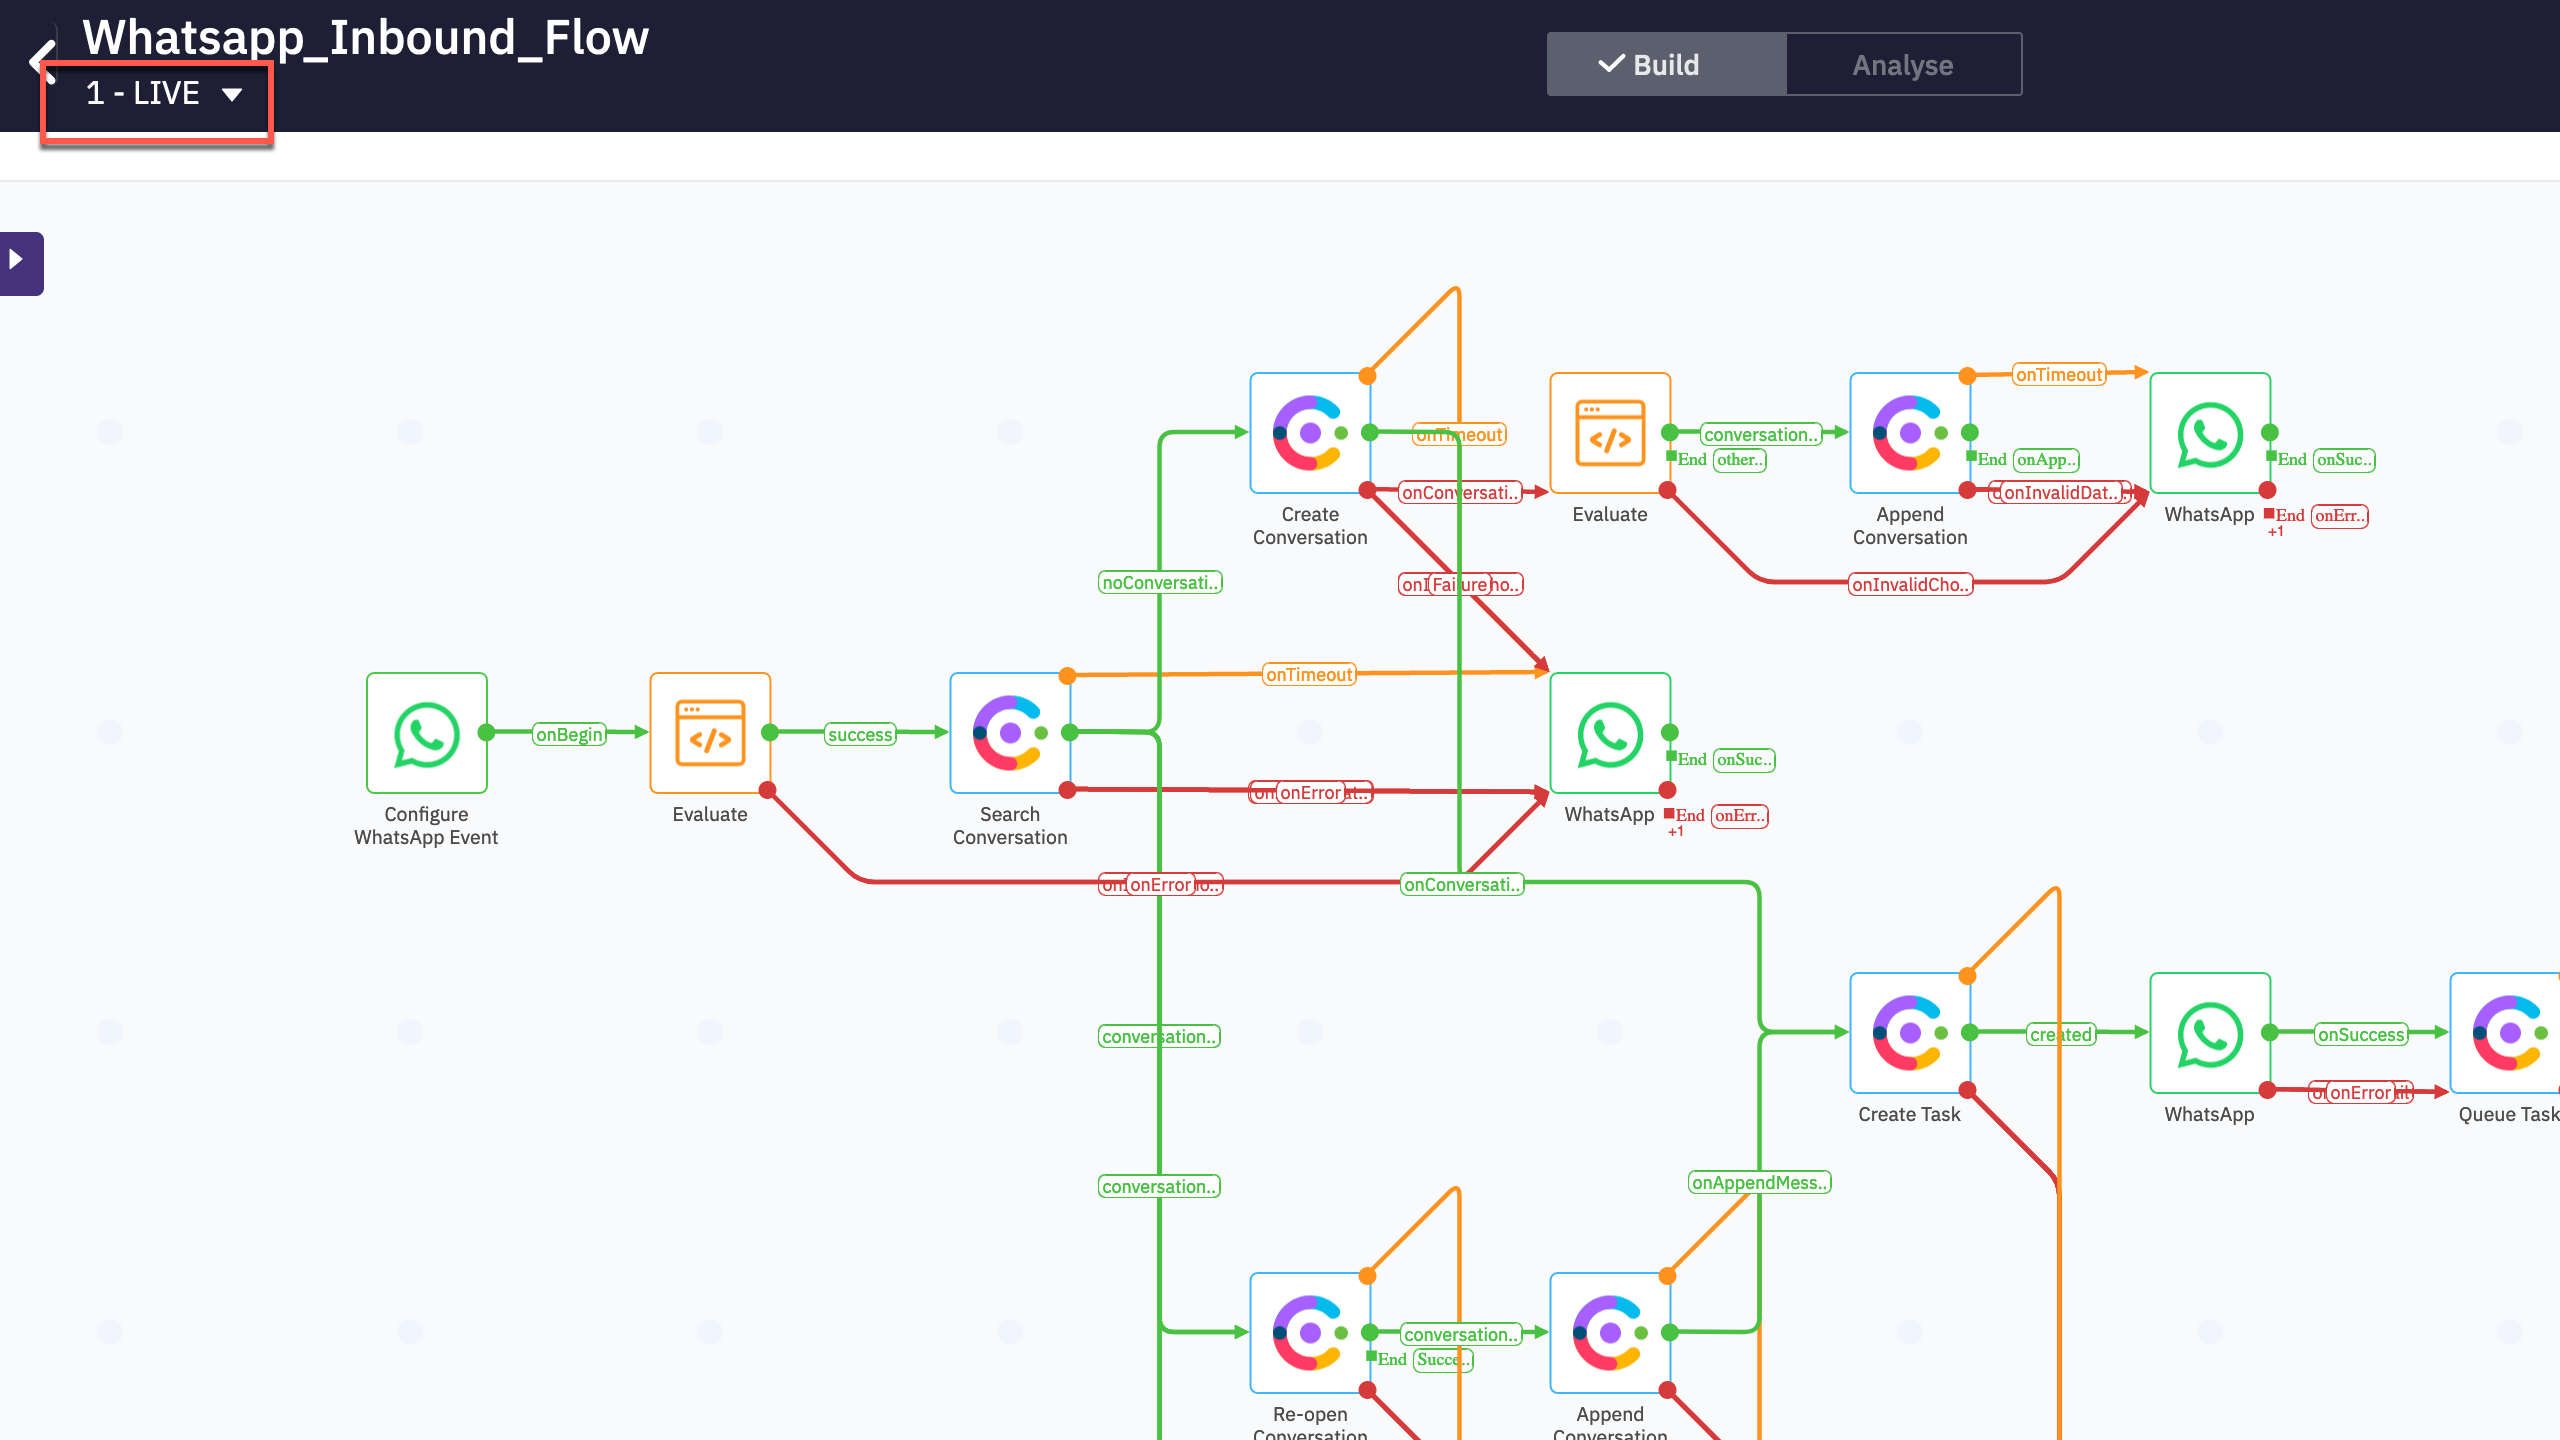 Whatsapp_Inbound_Flow
1 - LIVE
Build
Analyse
onTimeout
onTimeout
conversation..
End other..
End onApp..
End onSuc..
onConversati..
onInvalidDat..
Create
Conversation
Evaluate
Append
Conversation
WhatsApp
End onErr..
+1
noConversati..
Failure
onInvalidCho..
onTimeout
onBegin
success
End onSuc..
onError
Configure
WhatsApp Event
Evaluate
Search
Conversation
WhatsApp
End onErr..
+1
onError
onConversati..
conversation..
created
onSuccess
onError
Create Task
WhatsApp
Queue Task
conversation..
onAppendMess..
conversation..
End Succe..
Re-open
Conversation
Append
Conversation